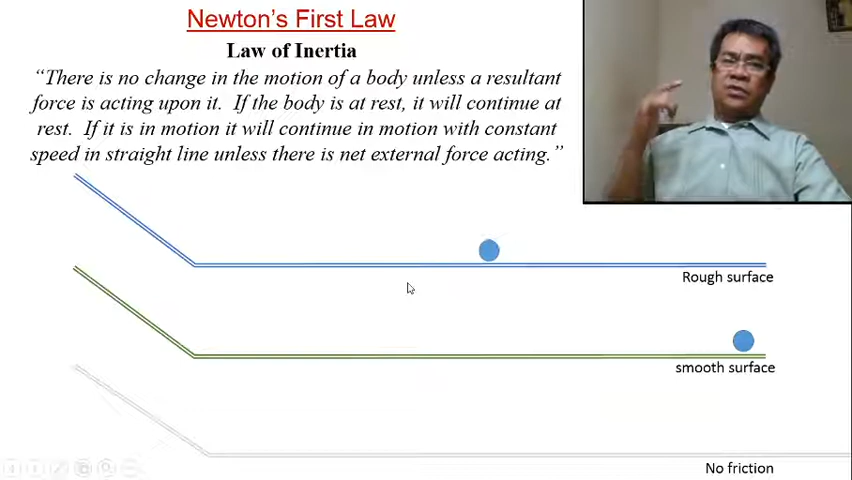 Newton’s First Law
Law of Inertia
“There is no change in the motion of a body unless a resultant
force is acting upon it. If the body is at rest, it will continue at
rest. If it is in motion it will continue in motion with constant
speed in straight line unless there is net external force acting.”
Rough surface
smooth surface
No friction